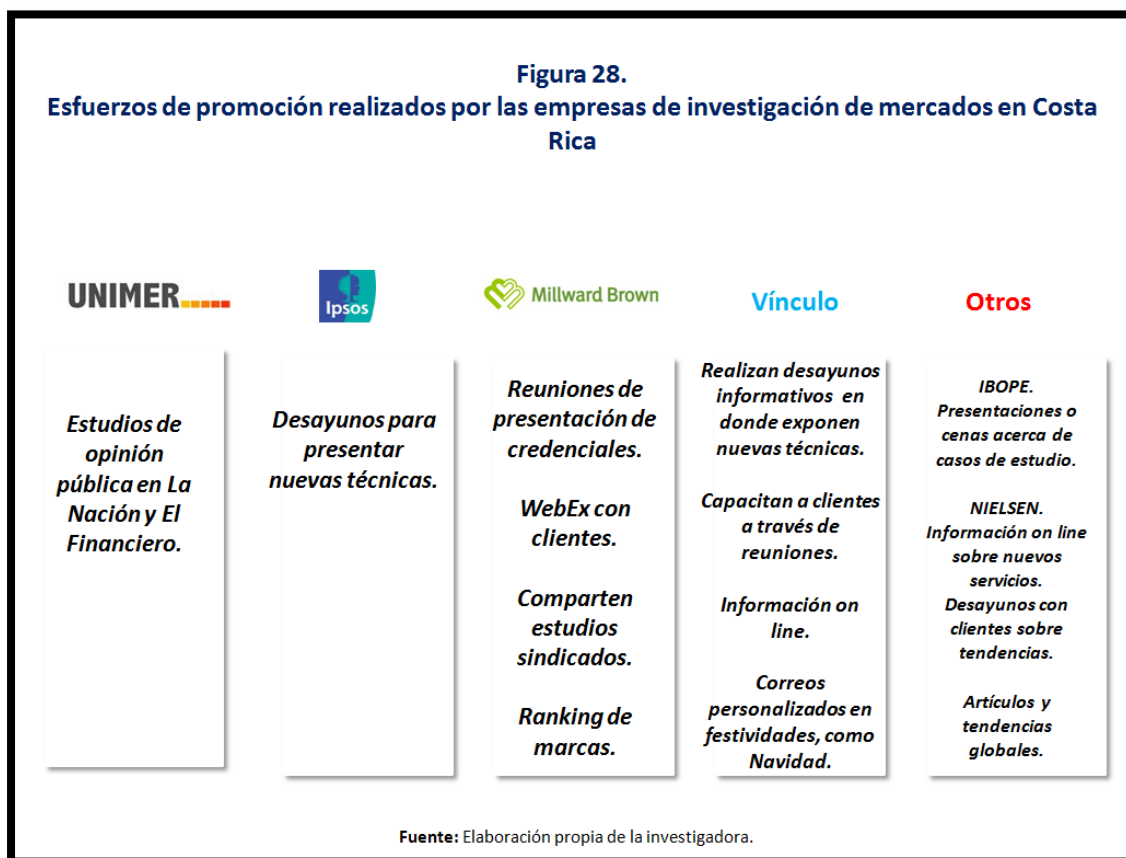 Figura 28.
Esfuerzos de promoción realizados por las empresas de investigación de mercados en Costa
Rica
UNIMER
Ipsos
Millward Brown
Vínculo
Otros
Estudios de
opinión
pública en La
Nación y El
Financiero.
Desayunos para
presentar
nuevas técnicas.
Reuniones de
presentación de
credenciales.
WebEx con
clientes.
Comparten
estudios
sindicados.
Ranking de
marcas.
Realizan desayunos
informativos en
donde exponen
nuevas técnicas.
Capacitan a clientes
a través de
reuniones.
Información on
line.
Correos
personalizados en
festividades, como
Navidad.
IBOPE.
Presentaciones o
cenas acerca de
casos de estudio.
NIELSEN.
Información on line
sobre nuevos
servicios.
Desayunos con
clientes sobre
tendencias.
Artículos y
tendencias
globales.
Fuente: Elaboración propia de la investigadora.